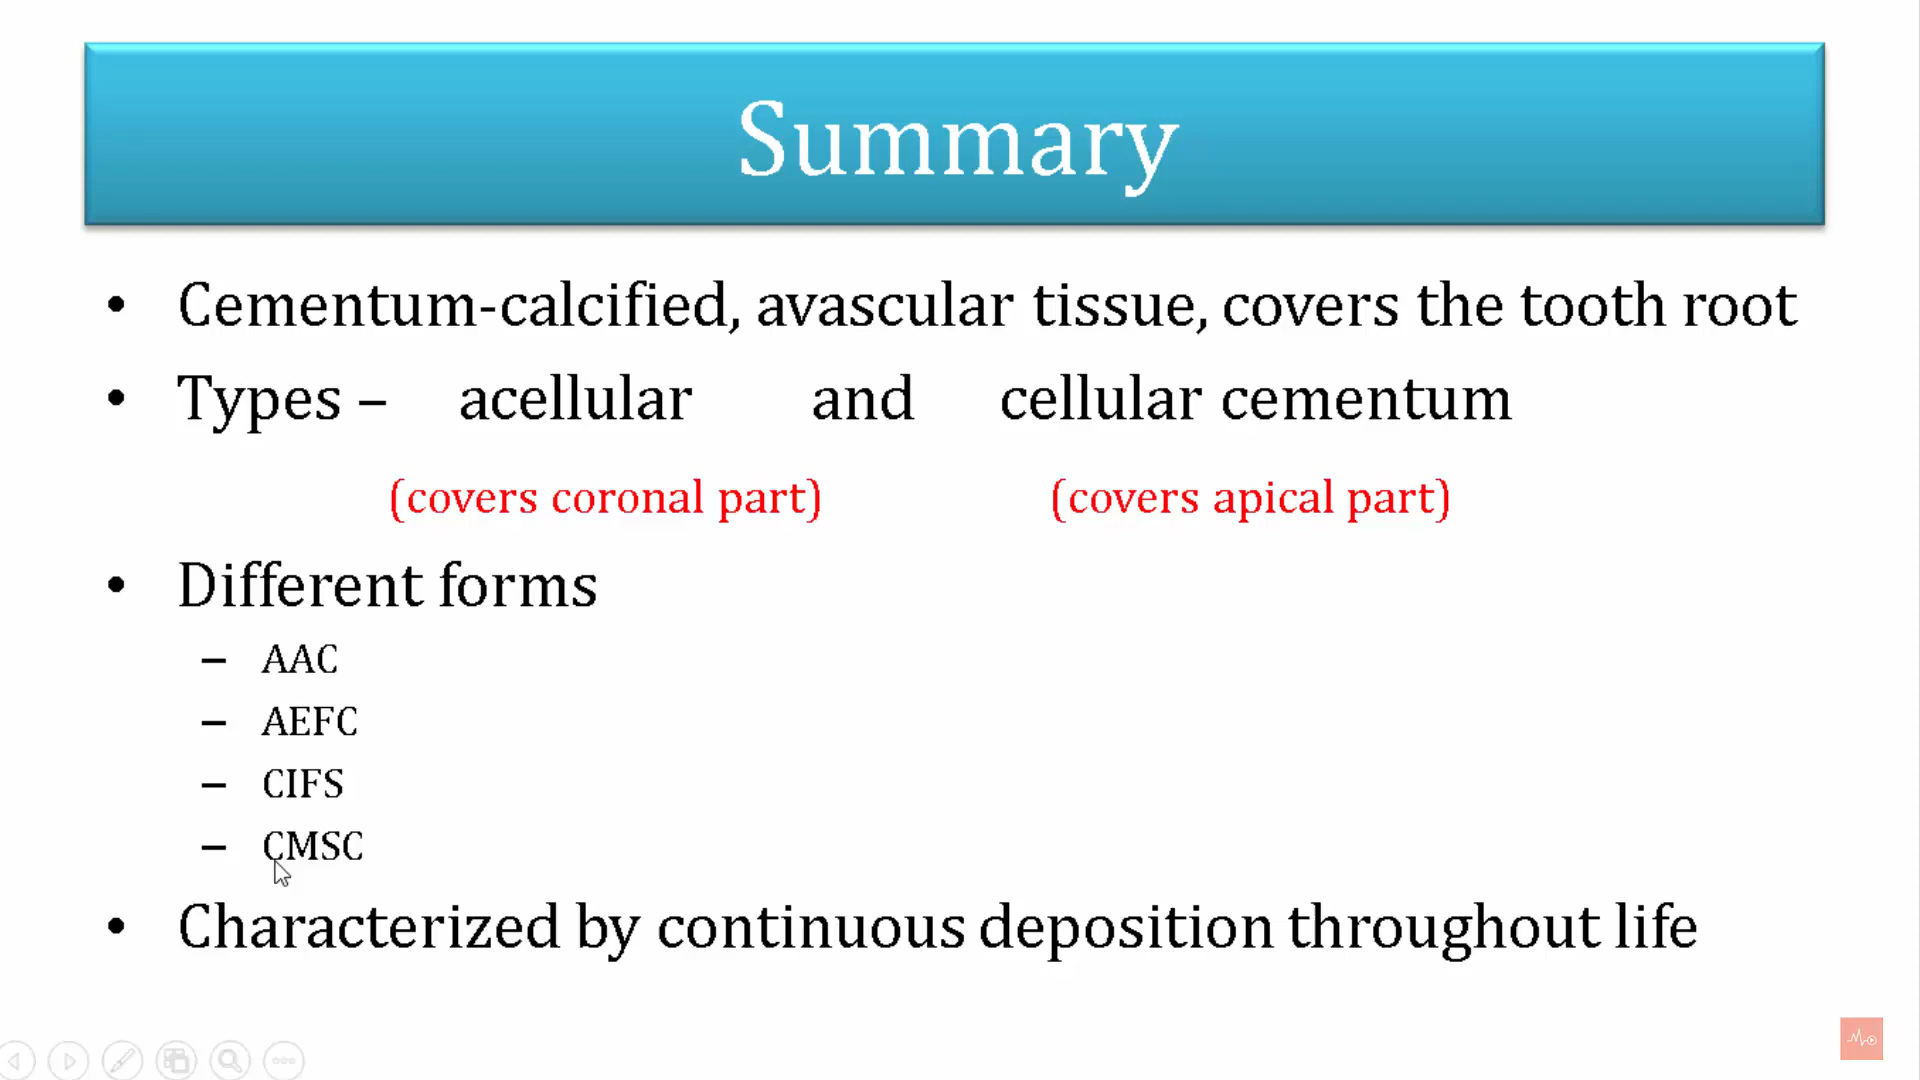 Summary
• Cementum-calcified, avascular tissue, covers the tooth root
• Types – acellular and cellular cementum
(covers coronal part) (covers apical part)
• Different forms
– AAC
– AEFC
– CIFS
– CMSC
• Characterized by continuous deposition throughout life